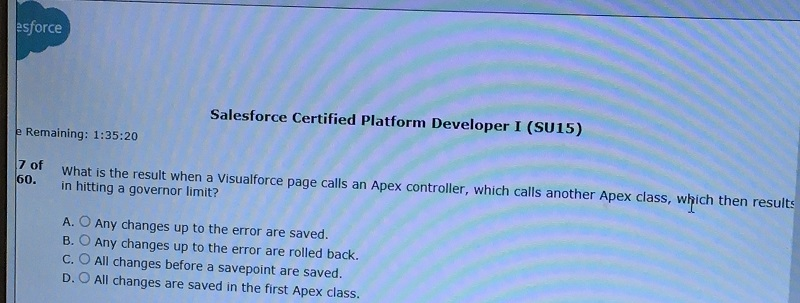 esforce
Salesforce Certified Platform Developer I (SU15)
e Remaining: 1:35:20
7 of
60.
What is the result when a Visualforce page calls an Apex controller, which calls another Apex class, which then results
in hitting a governor limit?
A. Any changes up to the error are saved.
B. Any changes up to the error are rolled back.
C. All changes before a savepoint are saved.
D. All changes are saved in the first Apex class.